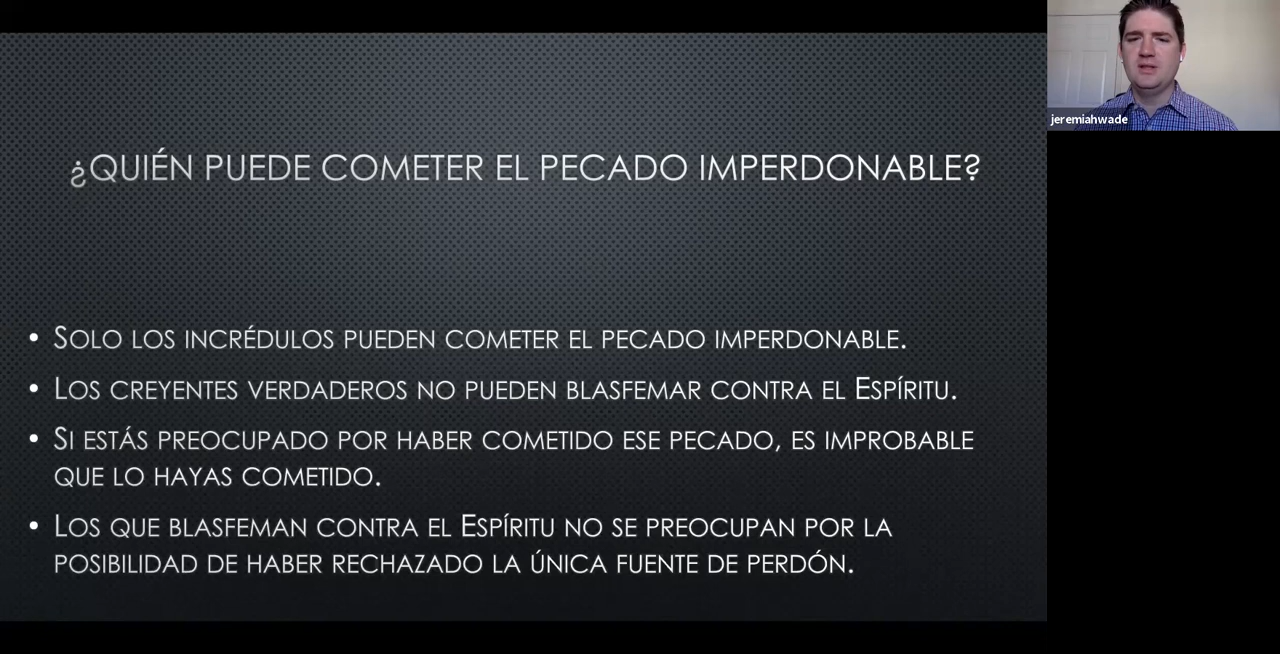 ¿QUIÉN PUEDE COMETER EL PECADO IMPERDONABLE?
• SOLO LOS INCRÉDULOS PUEDEN COMETER EL PECADO IMPERDONABLE.
• LOS CREYENTES VERDADEROS NO PUEDEN BLASFEMAR CONTRA EL ESPÍRITU.
• SI ESTÁS PREOCUPADO POR HABER COMETIDO ESE PECADO, ES IMPROBABLE
QUE LO HAYAS COMETIDO.
• LOS QUE BLASFEMAN CONTRA EL ESPÍRITU NO SE PREOCUPAN POR LA
POSIBILIDAD DE HABER RECHAZADO LA ÚNICA FUENTE DE PERDÓN.
jeremiahwade